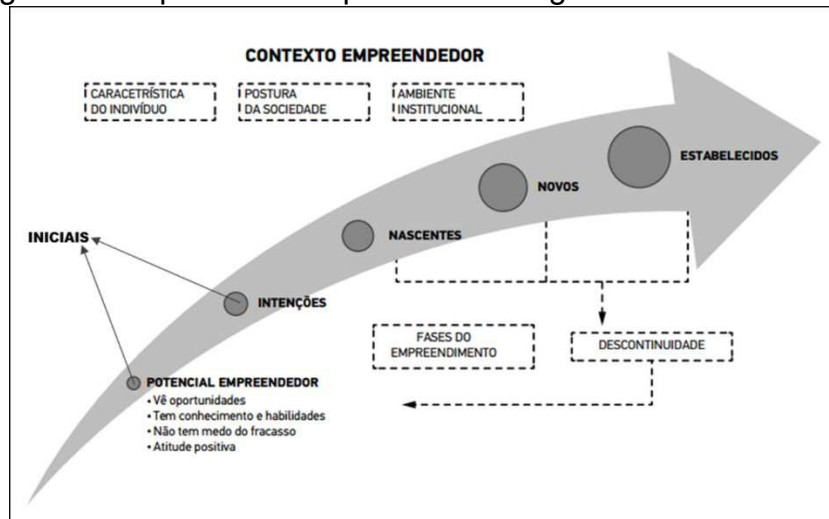 CONTEXTO EMPREENDEDOR
CARACETRÍSTICA
DO INDIVÍDUO
POSTURA
DA SOCIEDADE
AMBIENTE
INSTITUCIONAL
ESTABELECIDOS
NOVOS
NASCENTES
INICIAIS
INTENÇÕES
FASES DO
EMPREENDIMENTO
DESCONTINUIDADE
POTENCIAL EMPREENDEDOR
• Vê oportunidades
• Tem conhecimento e habilidades
• Não tem medo do fracasso
• Atitude positiva